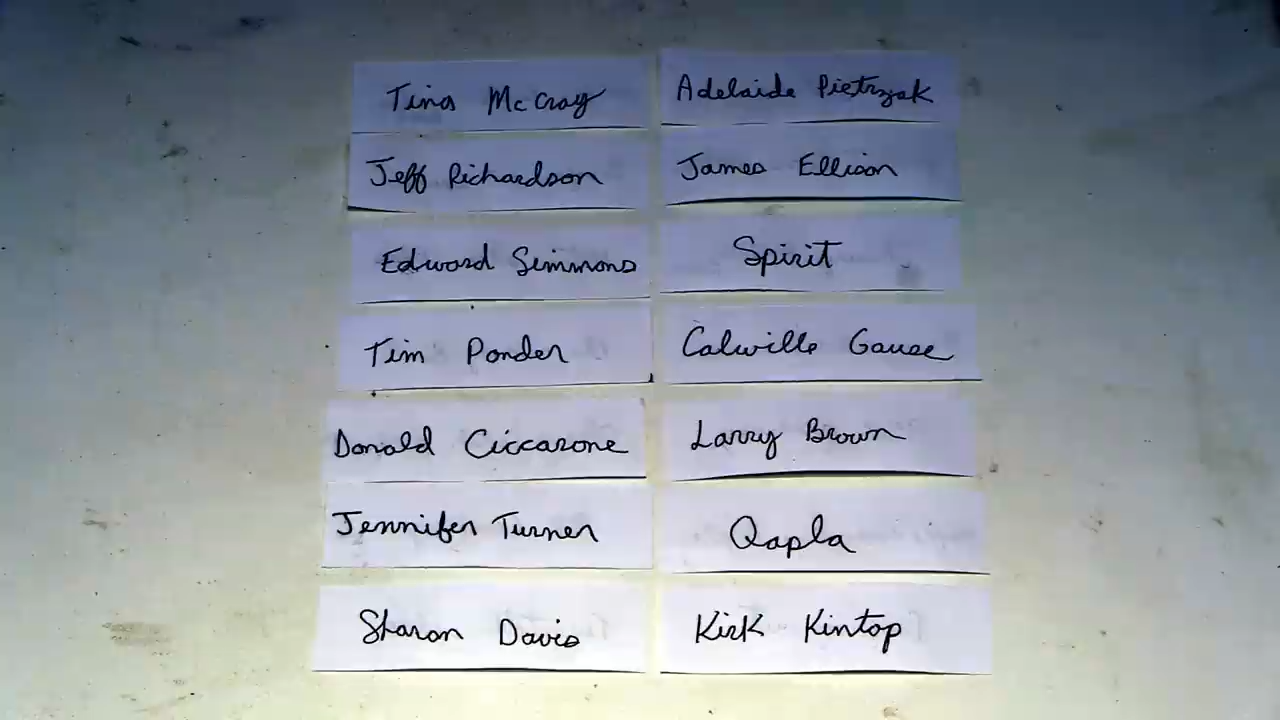 Tina McCray
Adelaide Pietrzak
Jeff Richardson
James Ellison
Edward Simmons
Spirit
Tim Ponder
Calwille Gause
Donald Ciccarone
Larry Brown
Jennifer Turner
Qapla
Sharon Davis
Kirk Kintop